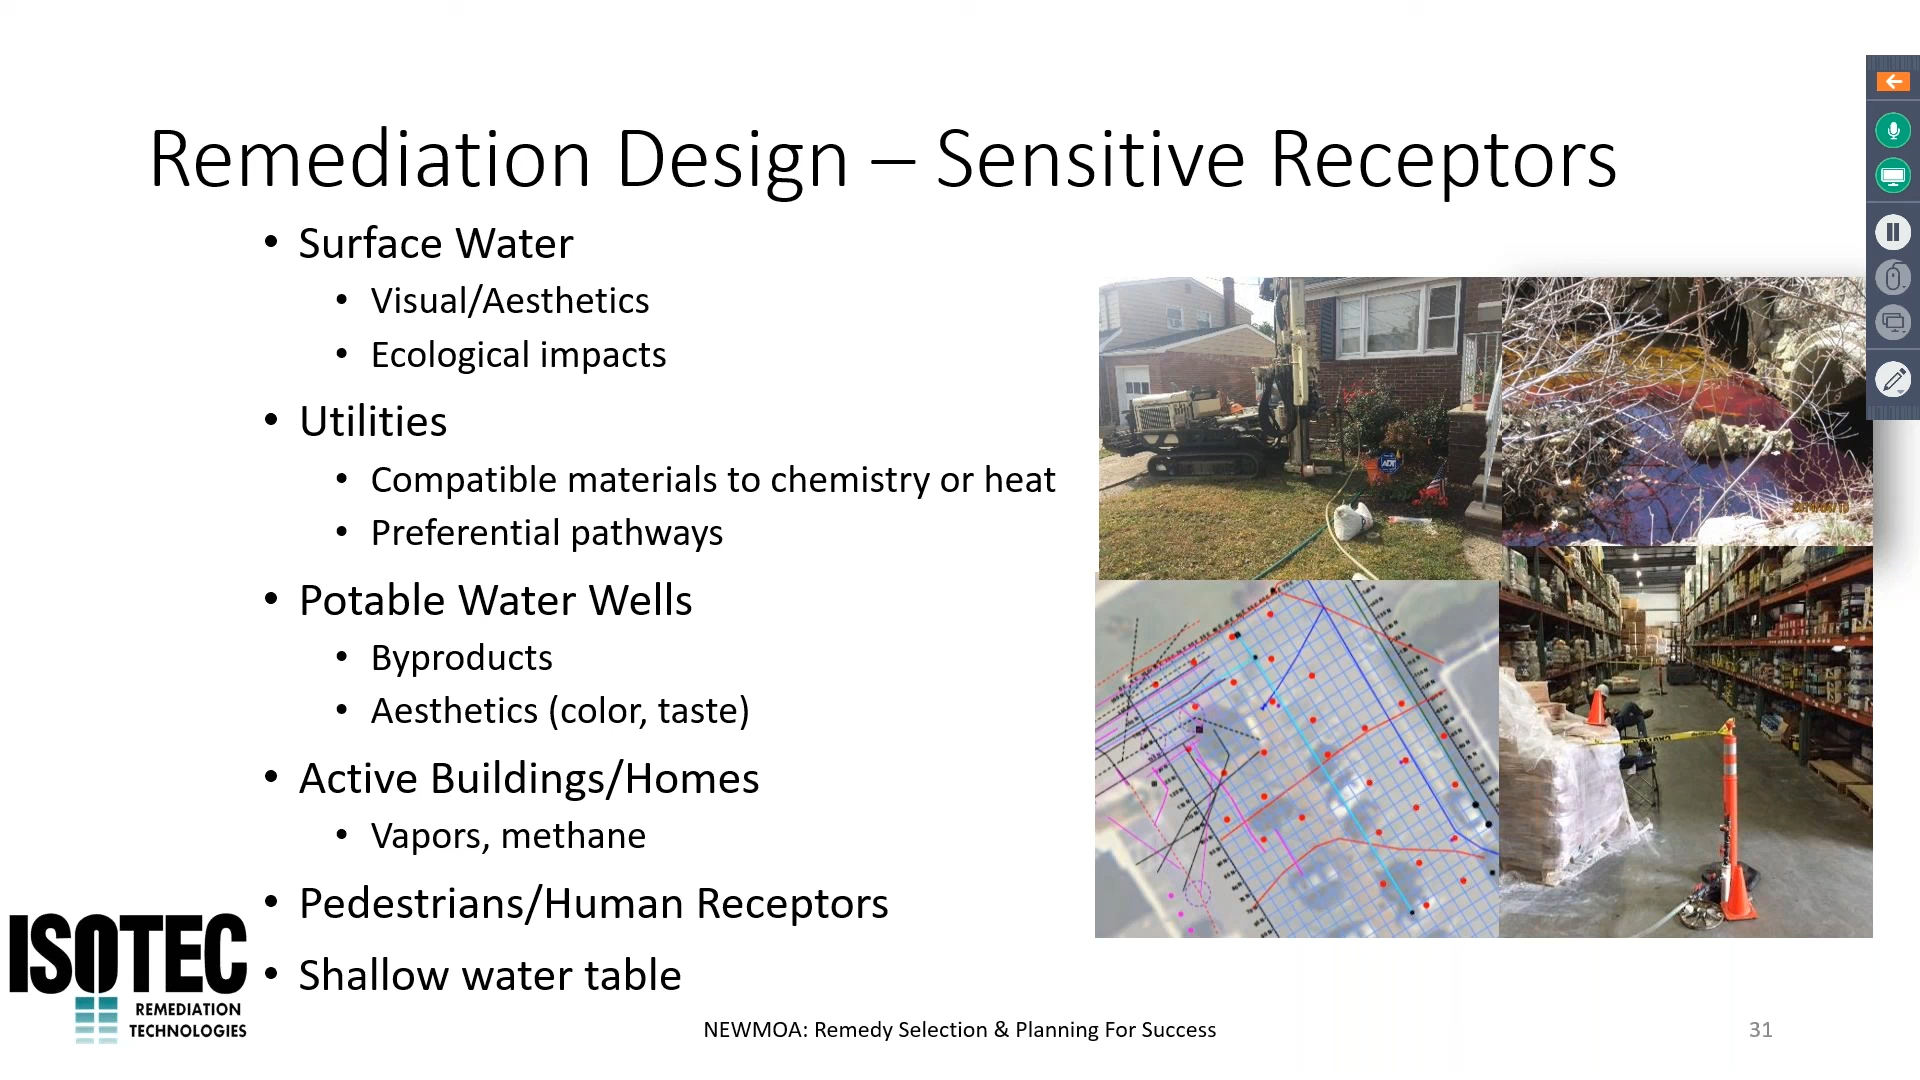 Remediation Design – Sensitive Receptors
• Surface Water
• Visual/Aesthetics
• Ecological impacts
• Utilities
• Compatible materials to chemistry or heat
• Preferential pathways
• Potable Water Wells
• Byproducts
• Aesthetics (color, taste)
• Active Buildings/Homes
• Vapors, methane
• Pedestrians/Human Receptors
• Shallow water table
ADT
ISOTEC
REMEDIATION
TECHNOLOGIES
NEWMOA: Remedy Selection & Planning For Success
31